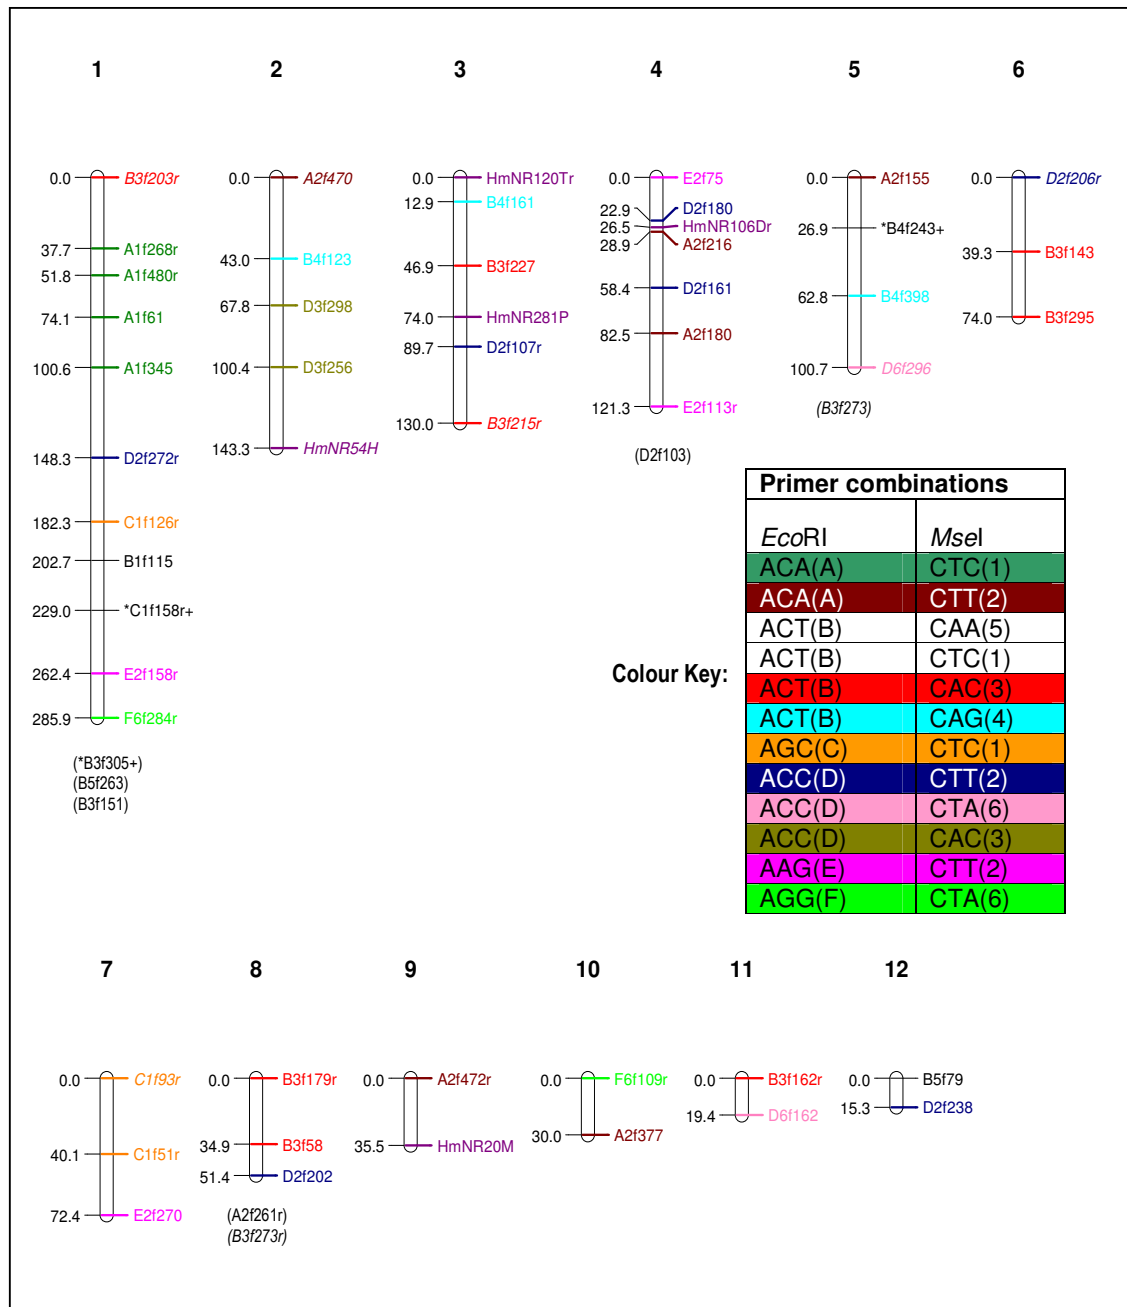 1 2 3 4 5 6
0.0 B3f203r
37.7 A1f268r
51.8 A1f480r
74.1 A1f61
100.6 A1f345
148.3 D2f272r
182.3 C1f126r
202.7 B1f115
229.0 *C1f158r+
262.4 E2f158r
285.9 F6f284r
(*B3f305+)
(B5f263)
(B3f151)
0.0 A2f470
43.0 B4f123
67.8 D3f298
100.4 D3f256
143.3 HmNR54H
0.0 HmNR120Tr
12.9 B4f161
46.9 B3f227
74.0 HmNR281P
89.7 D2f107r
130.0 B3f215r
0.0 E2f75
22.9 D2f180
26.5 HmNR106Dr
28.9 A2f216
58.4 D2f161
82.5 A2f180
121.3 E2f113r
(D2f103)
0.0 A2f155
26.9 *B4f243+
62.8 B4f398
100.7 D6f296
(B3f273)
0.0 D2f206r
39.3 B3f143
74.0 B3f295
Colour Key:
Primer combinations
EcoRI MseI
ACA(A) CTC(1)
ACA(A) CTT(2)
ACT(B) CAA(5)
ACT(B) CTC(1)
ACT(B) CAC(3)
ACT(B) CAG(4)
AGC(C) CTC(1)
ACC(D) CTT(2)
ACC(D) CTA(6)
ACC(D) CAC(3)
AAG(E) CTT(2)
AGG(F) CTA(6)
7 8 9 10 11 12
0.0 C1f93r
40.1 C1f51r
72.4 E2f270
0.0 B3f179r
34.9 B3f58
51.4 D2f202
(A2f261r)
(B3f273r)
0.0 A2f472r
35.5 HmNR20M
0.0 F6f109r
30.0 A2f377
0.0 B3f162r
19.4 D6f162
0.0 B5f79
15.3 D2f238